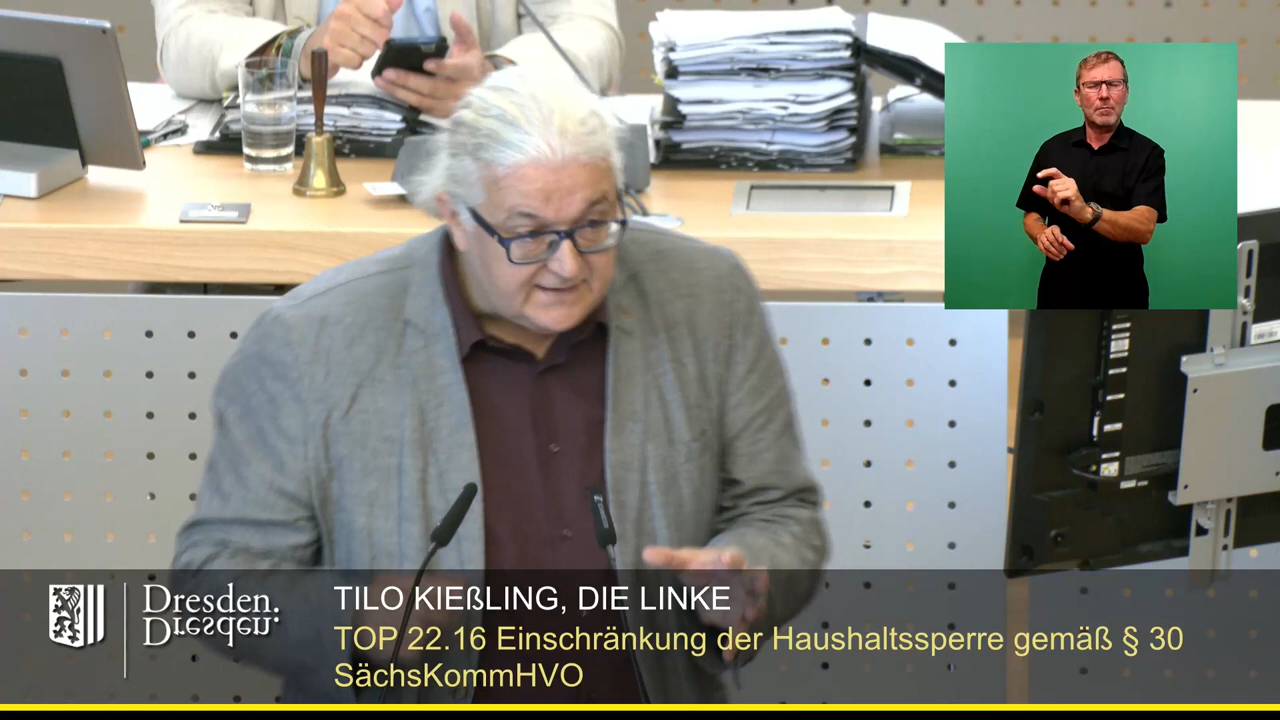 Dresden.
Dresden.
TILO KIEßLING, DIE LINKE
TOP 22.16 Einschränkung der Haushaltssperre gemäß § 30
SächsKommHVO